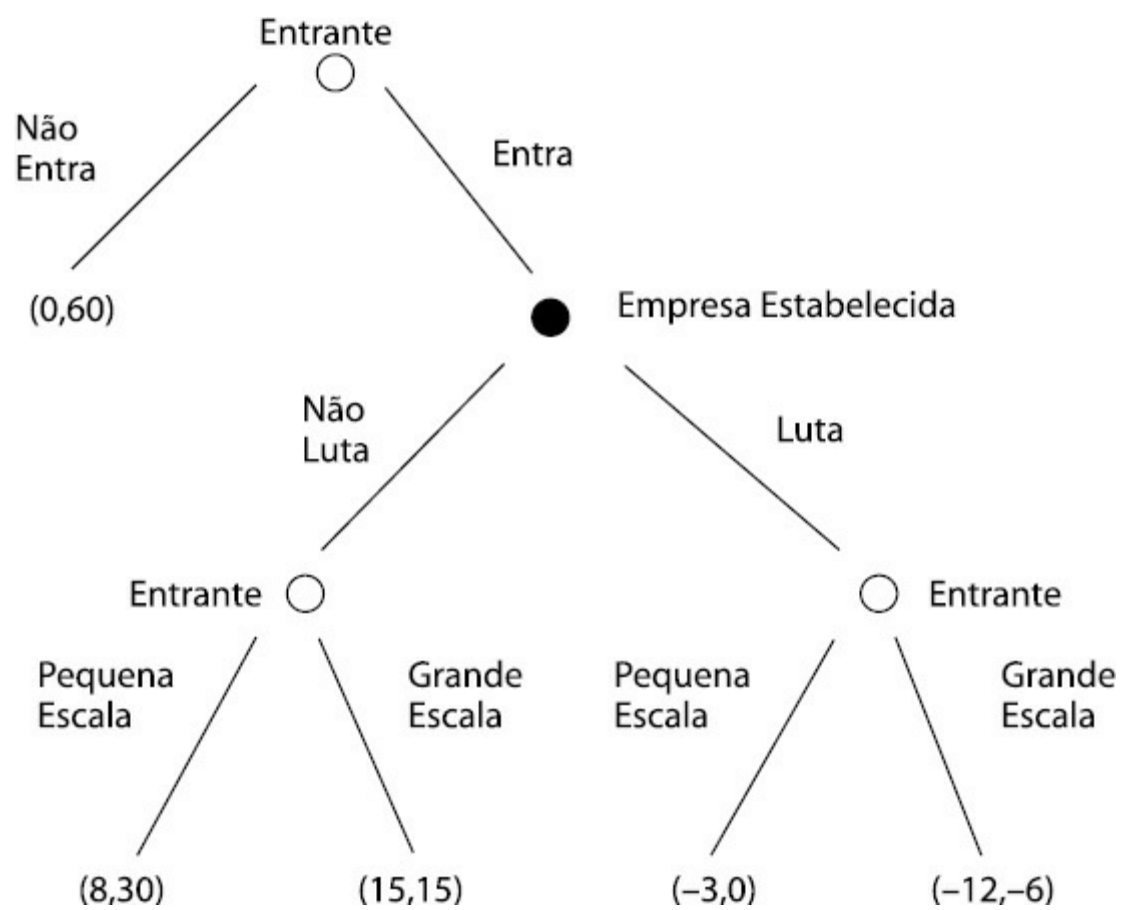 Entrante
Não
Entra
Entra
(0,60)
Empresa Estabelecida
Não
Luta
Luta
Entrante
Entrante
Pequena
Escala
Grande
Escala
Pequena
Escala
Grande
Escala
(8,30)
(15,15)
(–3,0)
(–12,–6)